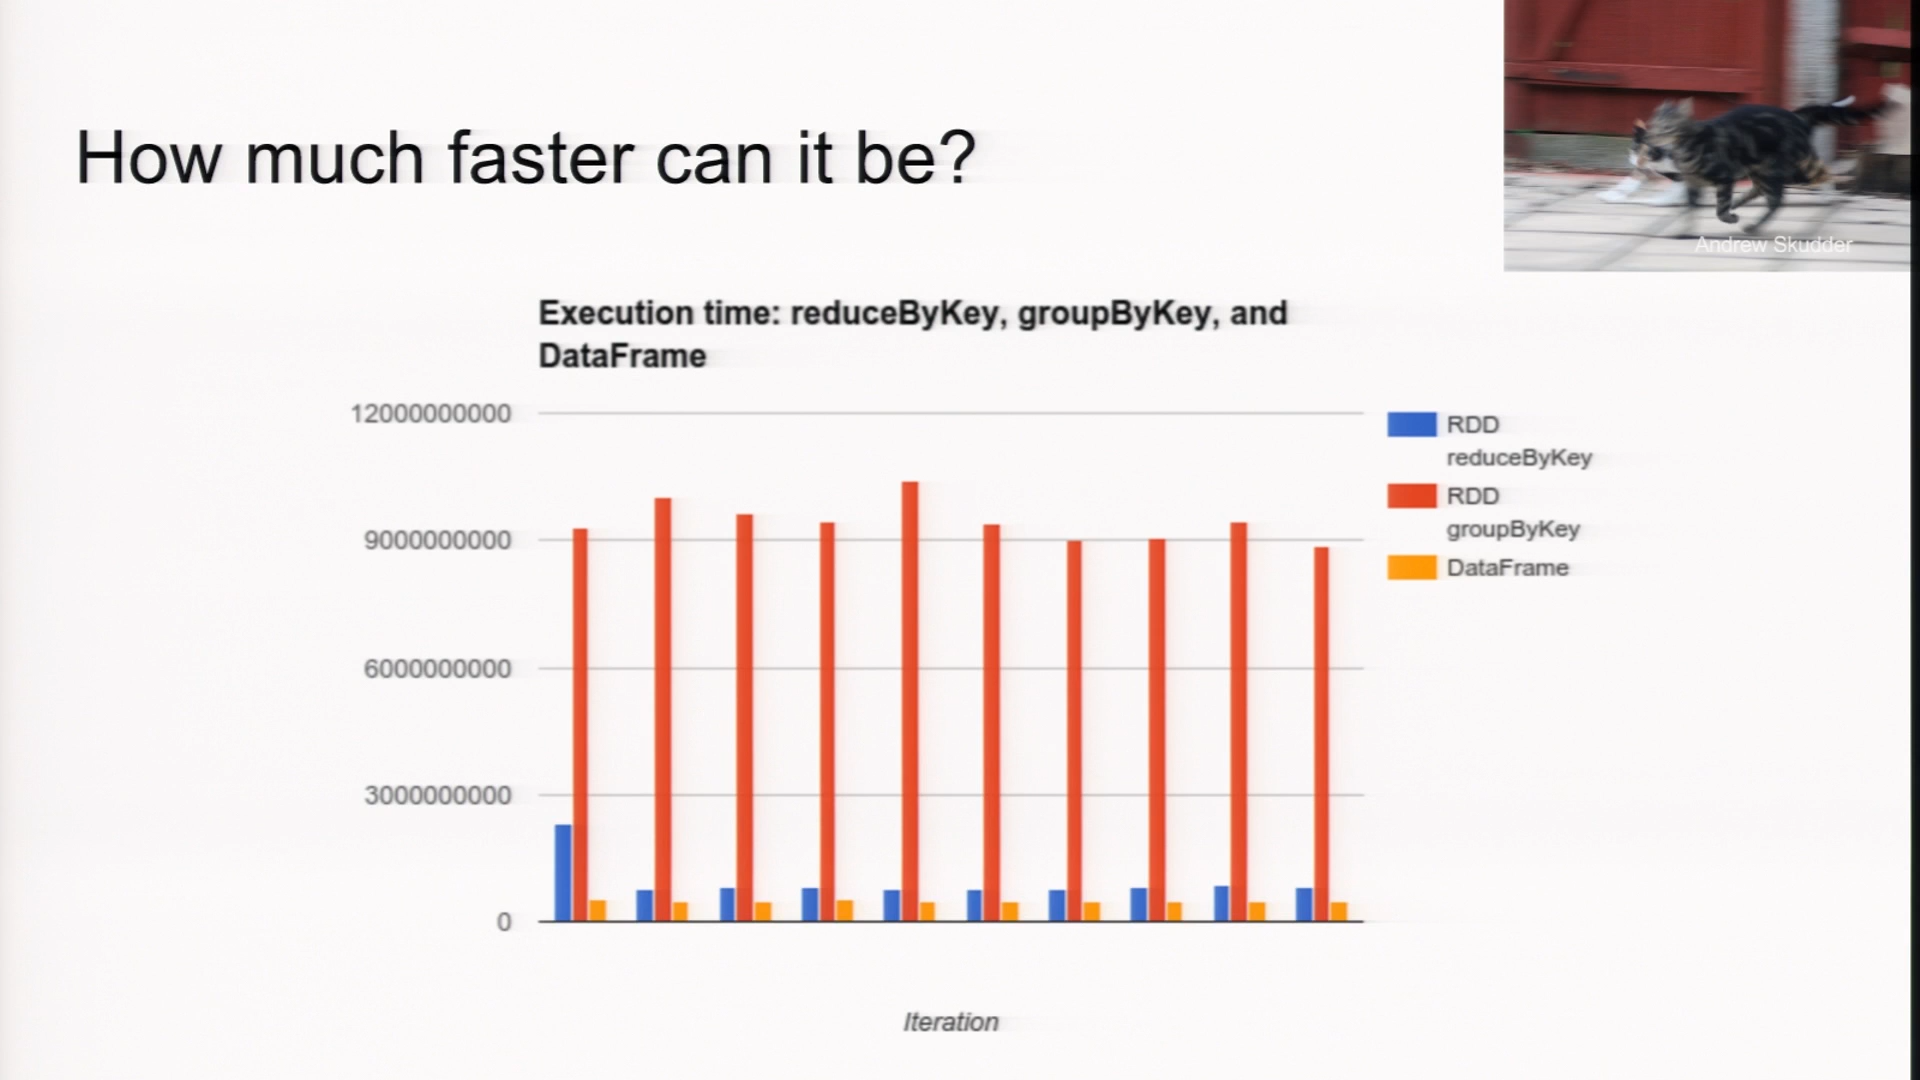 How much faster can it be?
Andrew Skudder
Execution time: reduceByKey, groupByKey, and
DataFrame
12000000000
9000000000
6000000000
3000000000
0
RDD
reduceByKey
RDD
groupByKey
DataFrame
Iteration